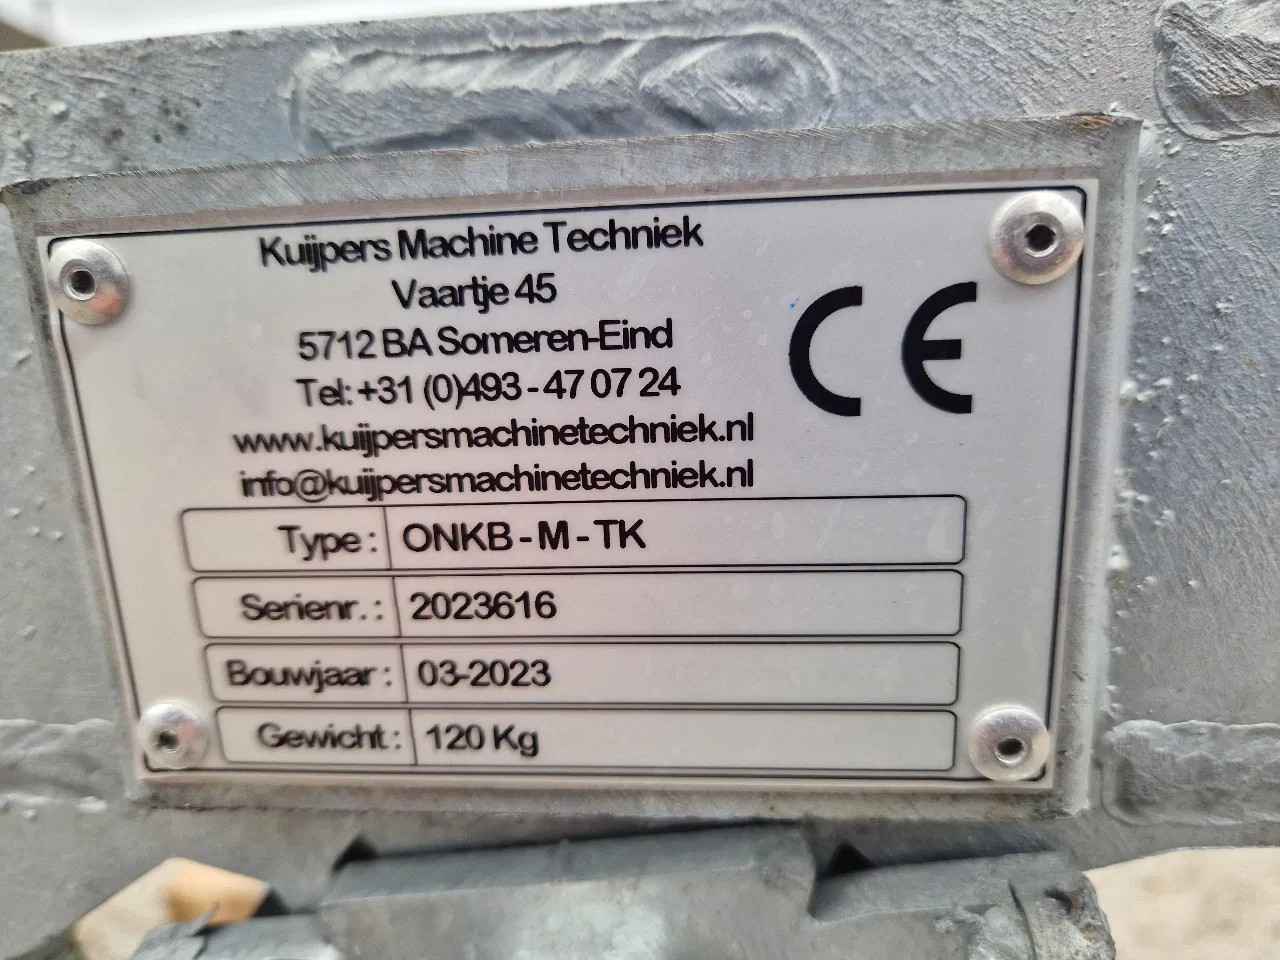 Kuijpers Machine Techniek
Vaartje 45
5712 BA Someren-Eind
Tel: +31 (0)493 - 47 07 24
www.kuijpersmachinetechniek.nl
info@kuijpersmachinetechniek.nl
CE
Type: ONKB - M - TK
Serienr.: 2023616
Bouwjaar: 03-2023
Gewicht: 120 Kg